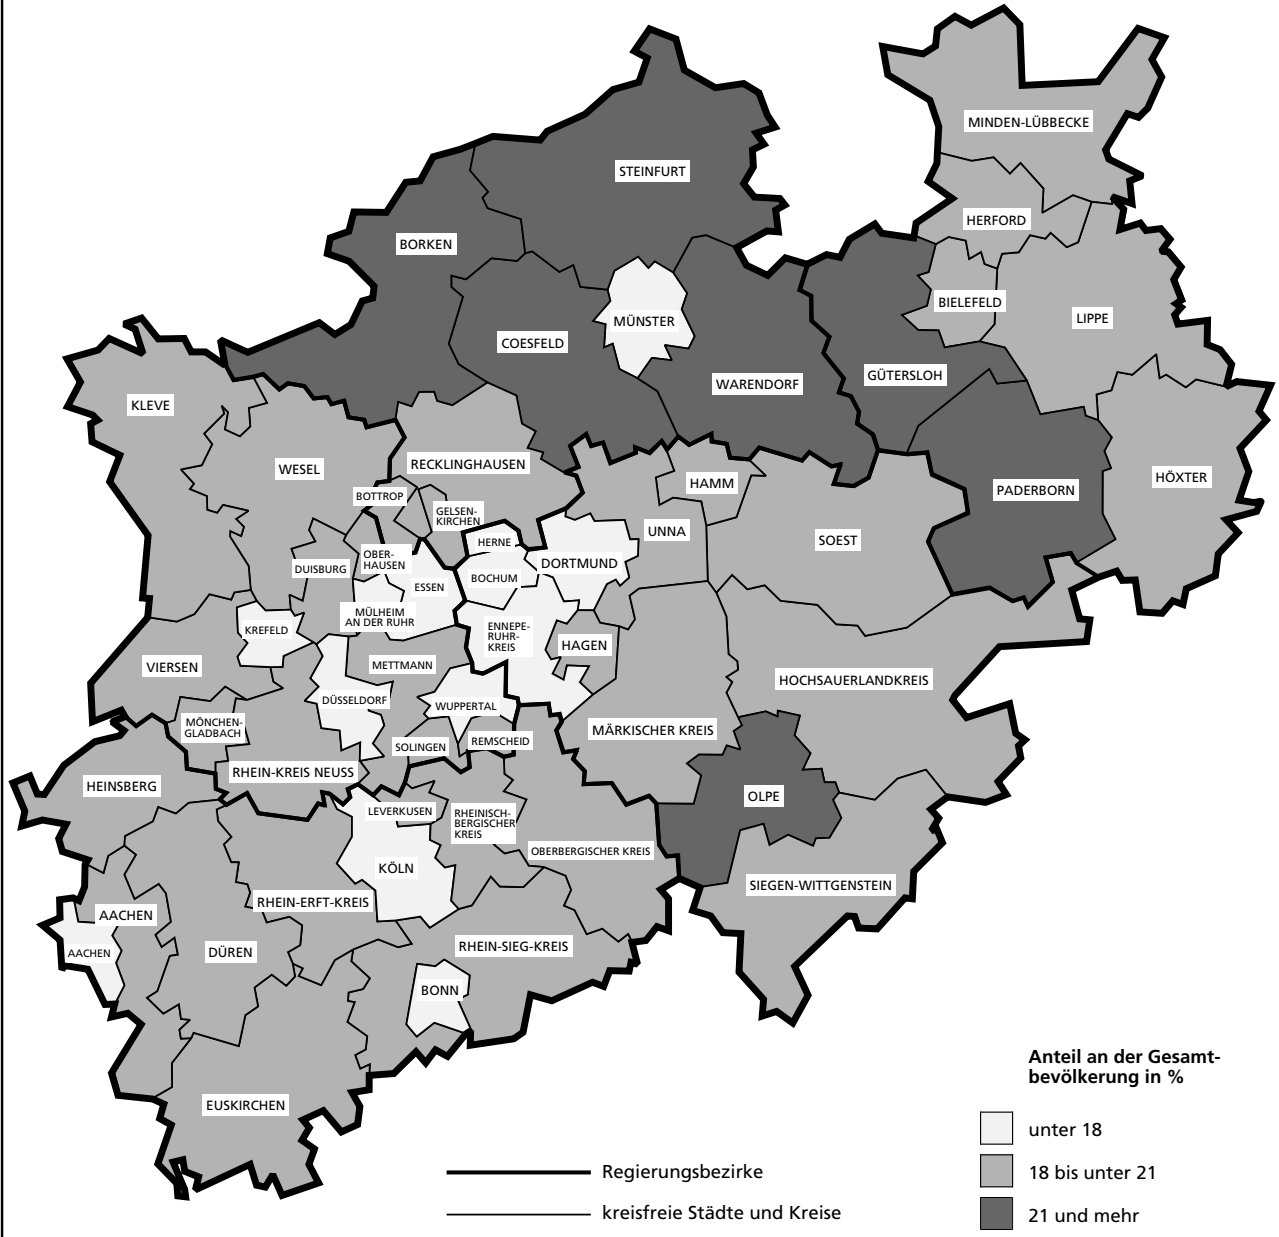 MINDEN-LÜBBECKE
STEINFURT
HERFORD
BORKEN
BIELEFELD
MÜNSTER
LIPPE
COESFELD
GÜTERSLOH
WARENDORF
KLEVE
RECKLINGHAUSEN
WESEL
HÖXTER
HAMM
PADERBORN
BOTTROP
GELSEN-
KIRCHEN
UNNA
SOEST
HERNE
OBER-
HAUSEN
DORTMUND
DUISBURG
BOCHUM
ESSEN
MÜLHEIM
AN DER RUHR
KREFELD
ENNEPE-
RUHR-
KREIS
HAGEN
METTMANN
VIERSEN
HOCHSAUERLANDKREIS
DÜSSELDORF
WUPPERTAL
MÖNCHEN-
GLADBACH
MÄRKISCHER KREIS
REMSCHEID
SOLINGEN
RHEIN-KREIS NEUSS
HEINSBERG
OLPE
LEVERKUSEN
RHEINISCH-
BERGISCHER
KREIS
OBERBERGISCHER KREIS
KÖLN
SIEGEN-WITTGENSTEIN
RHEIN-ERFT-KREIS
AACHEN
RHEIN-SIEG-KREIS
AACHEN
DÜREN
BONN
EUSKIRCHEN
Anteil an der Gesamt-
bevölkerung in %
unter 18
18 bis unter 21
21 und mehr
Regierungsbezirke
kreisfreie Städte und Kreise